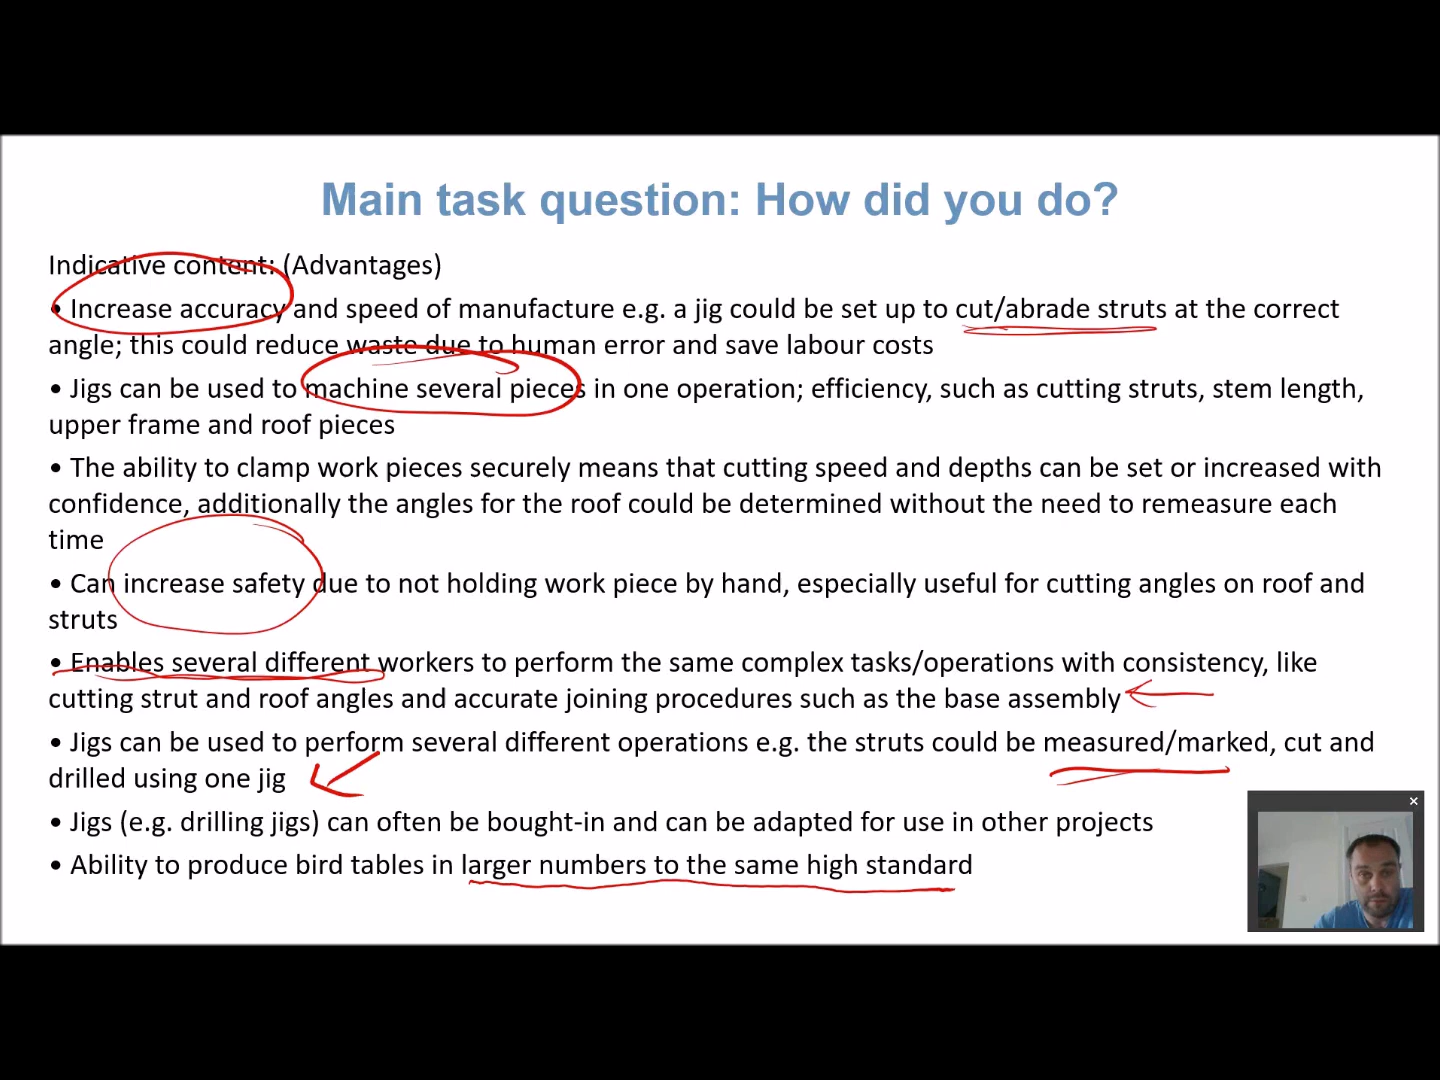 Main task question: How did you do?
Indicative content: (Advantages)
• Increase accuracy and speed of manufacture e.g. a jig could be set up to cut/abrade struts at the correct
angle; this could reduce waste due to human error and save labour costs
• Jigs can be used to machine several pieces in one operation; efficiency, such as cutting struts, stem length,
upper frame and roof pieces
• The ability to clamp work pieces securely means that cutting speed and depths can be set or increased with
confidence, additionally the angles for the roof could be determined without the need to remeasure each
time
• Can increase safety due to not holding work piece by hand, especially useful for cutting angles on roof and
struts
• Enables several different workers to perform the same complex tasks/operations with consistency, like
cutting strut and roof angles and accurate joining procedures such as the base assembly
• Jigs can be used to perform several different operations e.g. the struts could be measured/marked, cut and
drilled using one jig
• Jigs (e.g. drilling jigs) can often be bought-in and can be adapted for use in other projects
• Ability to produce bird tables in larger numbers to the same high standard